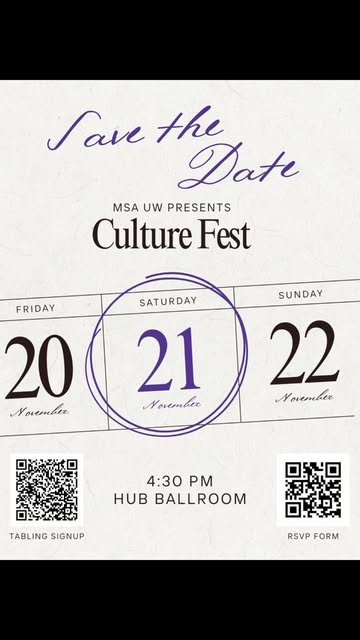 Save the
Date
MSA UW PRESENTS
Culture Fest
FRIDAY
20
November
SATURDAY
21
November
SUNDAY
22
November
4:30 PM
HUB BALLROOM
TABLING SIGNUP
RSVP FORM